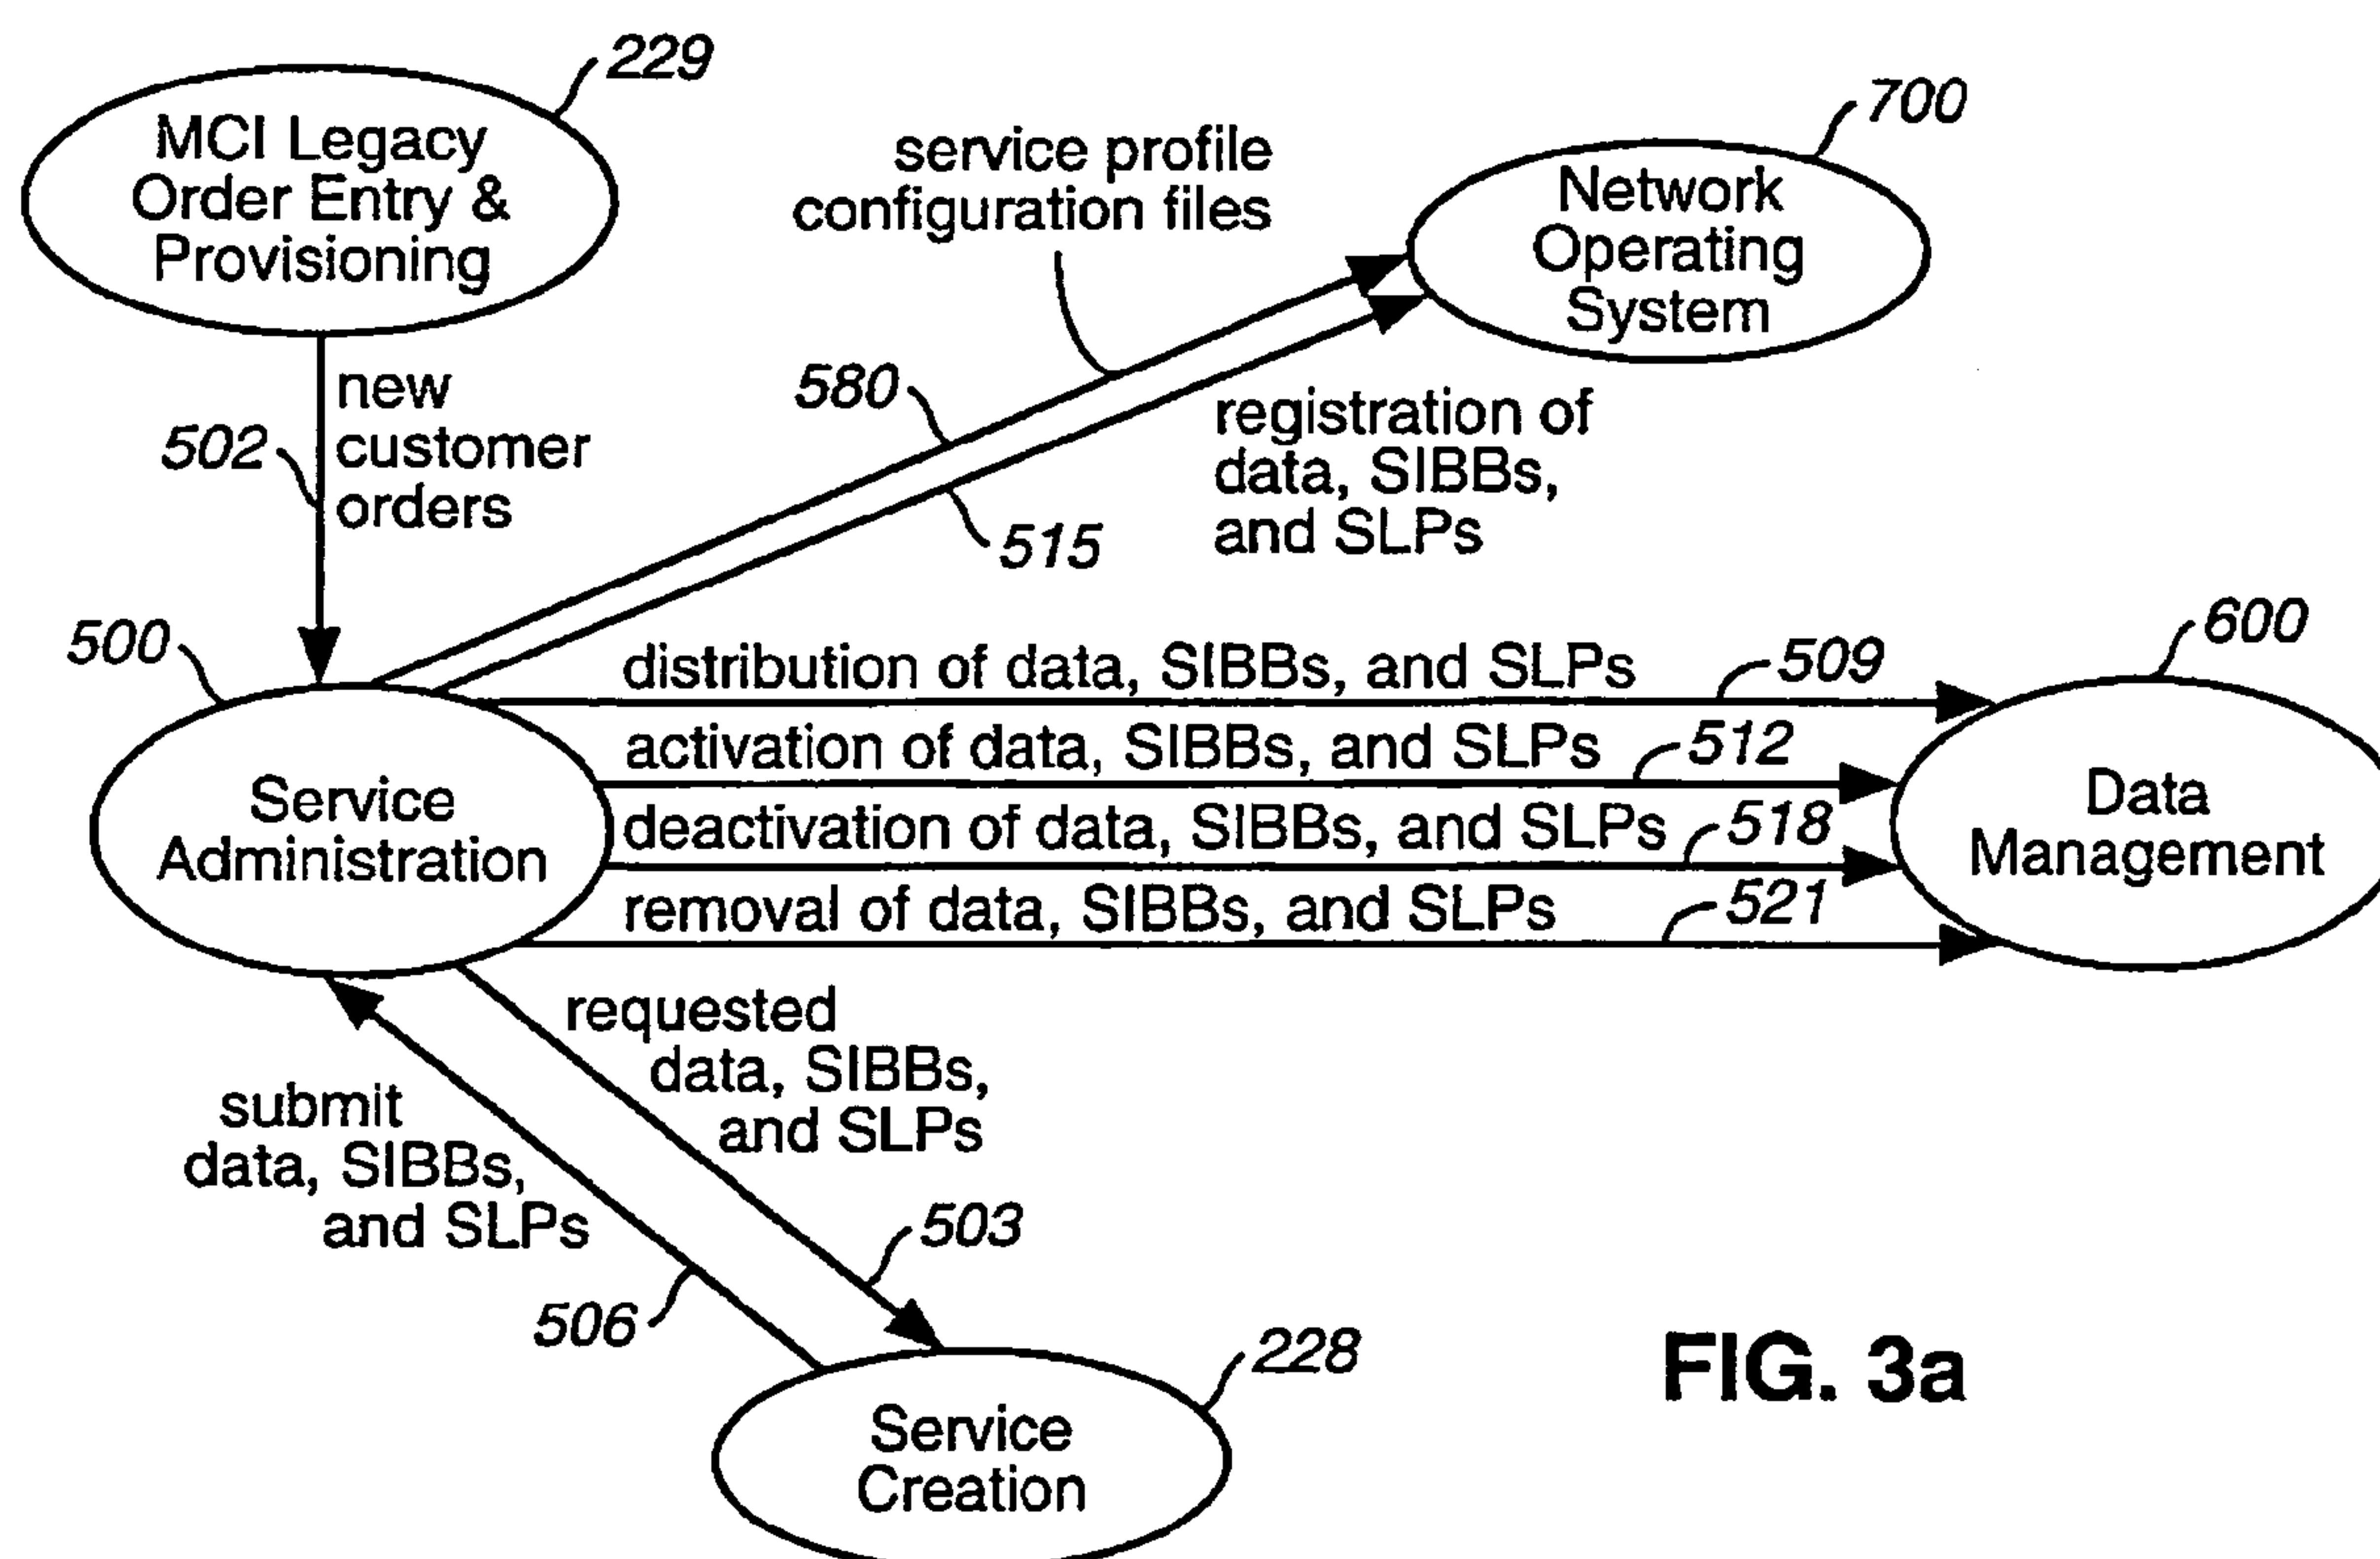 229
MCI Legacy
Order Entry &
Provisioning
700
service profile
configuration files
Network
Operating
System
new
customer
orders
502
580
515
registration of
data, SIBBs,
and SLPs
500
600
distribution of data, SIBBs, and SLPs 509
activation of data, SIBBs, and SLPs 512
deactivation of data, SIBBs, and SLPs 518
removal of data, SIBBs, and SLPs 521
Service
Administration
Data
Management
requested
data, SIBBs,
and SLPs
submit
data, SIBBs,
and SLPs
503
506
228
Service
Creation
FIG. 3a